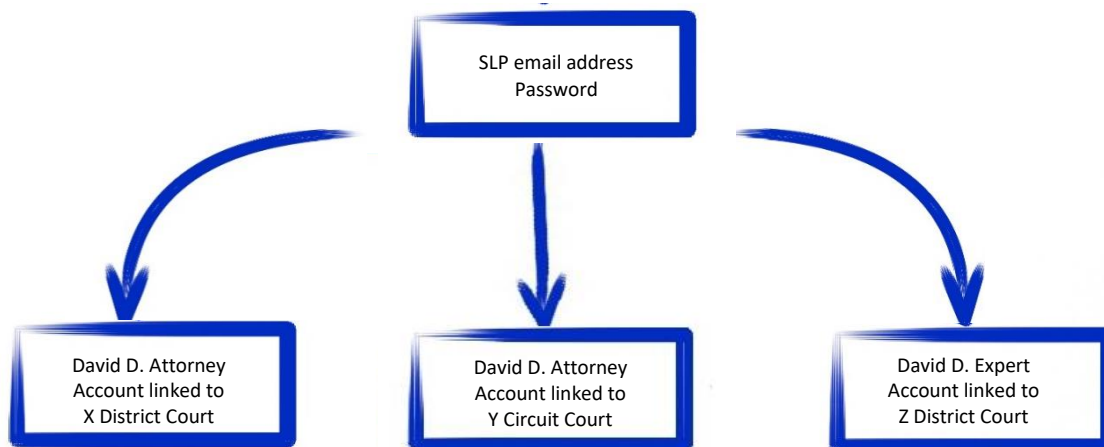 SLP email address
Password
David D. Attorney
Account linked to
X District Court
David D. Attorney
Account linked to
Y Circuit Court
David D. Expert
Account linked to
Z District Court